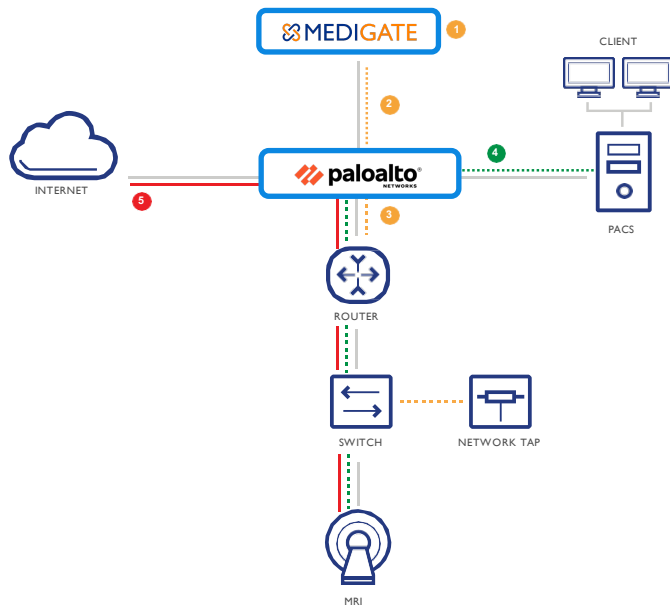 MEDIGATE
1
CLIENT
2
4
paloalto®
NETWORKS
INTERNET
5
3
PACS
ROUTER
SWITCH
NETWORK TAP
MRI